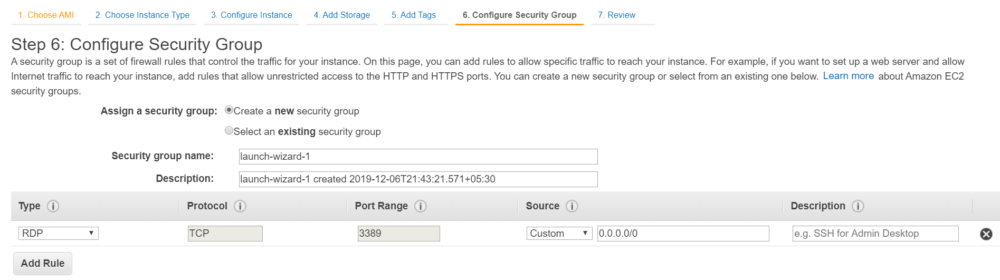 1. Choose AMI 2. Choose Instance Type 3. Configure Instance 4. Add Storage 5. Add Tags 6. Configure Security Group 7. Review
Step 6: Configure Security Group
A security group is a set of firewall rules that control the traffic for your instance. On this page, you can add rules to allow specific traffic to reach your instance. For example, if you want to set up a web server and allow
Internet traffic to reach your instance, add rules that allow unrestricted access to the HTTP and HTTPS ports. You can create a new security group or select from an existing one below. Learn more about Amazon EC2
security groups.
Assign a security group: Create a new security group
Select an existing security group
Security group name: launch-wizard-1
Description: launch-wizard-1 created 2019-12-06T21:43:21.571+05:30
Type i Protocol i Port Range i Source i Description i
RDP TCP 3389 Custom 0.0.0.0/0 e.g. SSH for Admin Desktop
Add Rule